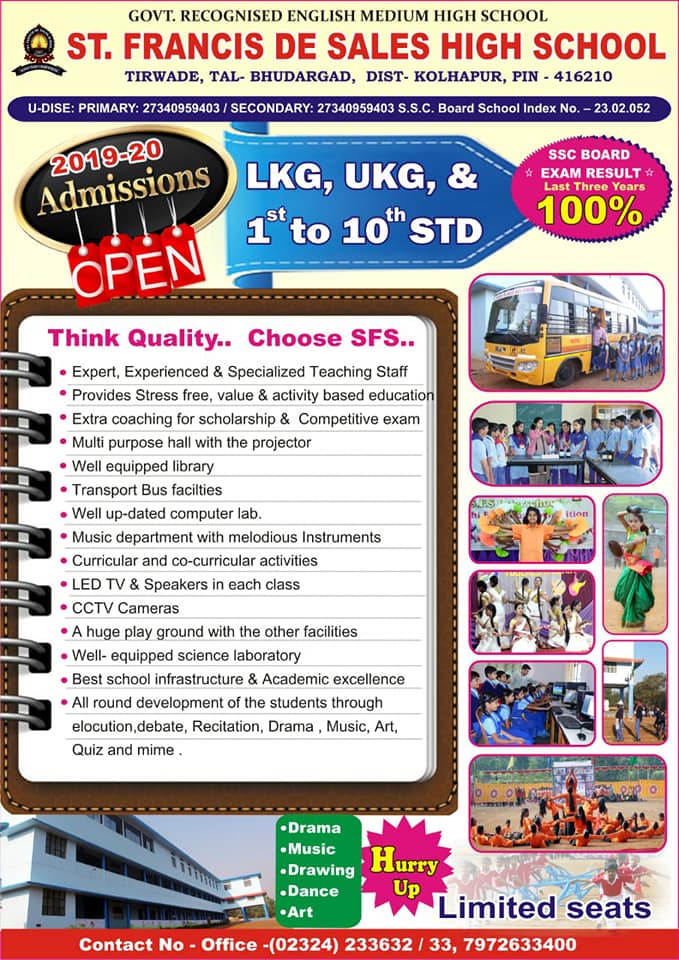 GOVT. RECOGNISED ENGLISH MEDIUM HIGH SCHOOL
ST. FRANCIS DE SALES HIGH SCHOOL
TIRWADE, TAL- BHUDARGAD, DIST- KOLHAPUR, PIN - 416210
U-DISE: PRIMARY: 27340959403 / SECONDARY: 27340959403 S.S.C. Board School Index No. – 23.02.052
2019-20
Admissions
OPEN
LKG, UKG, &
1st to 10th STD
SSC BOARD
☆ EXAM RESULT ☆
Last Three Years
100%
Think Quality.. Choose SFS..
• Expert, Experienced & Specialized Teaching Staff
• Provides Stress free, value & activity based education
• Extra coaching for scholarship & Competitive exam
• Multi purpose hall with the projector
• Well equipped library
• Transport Bus facilties
• Well up-dated computer lab.
• Music department with melodious Instruments
• Curricular and co-curricular activities
• LED TV & Speakers in each class
• CCTV Cameras
• A huge play ground with the other facilities
• Well- equipped science laboratory
• Best school infrastructure & Academic excellence
• All round development of the students through
elocution,debate, Recitation, Drama , Music, Art,
Quiz and mime .
•Drama
•Music
•Drawing
•Dance
•Art
Hurry
Up
Limited seats
Contact No - Office -(02324) 233632 / 33, 7972633400